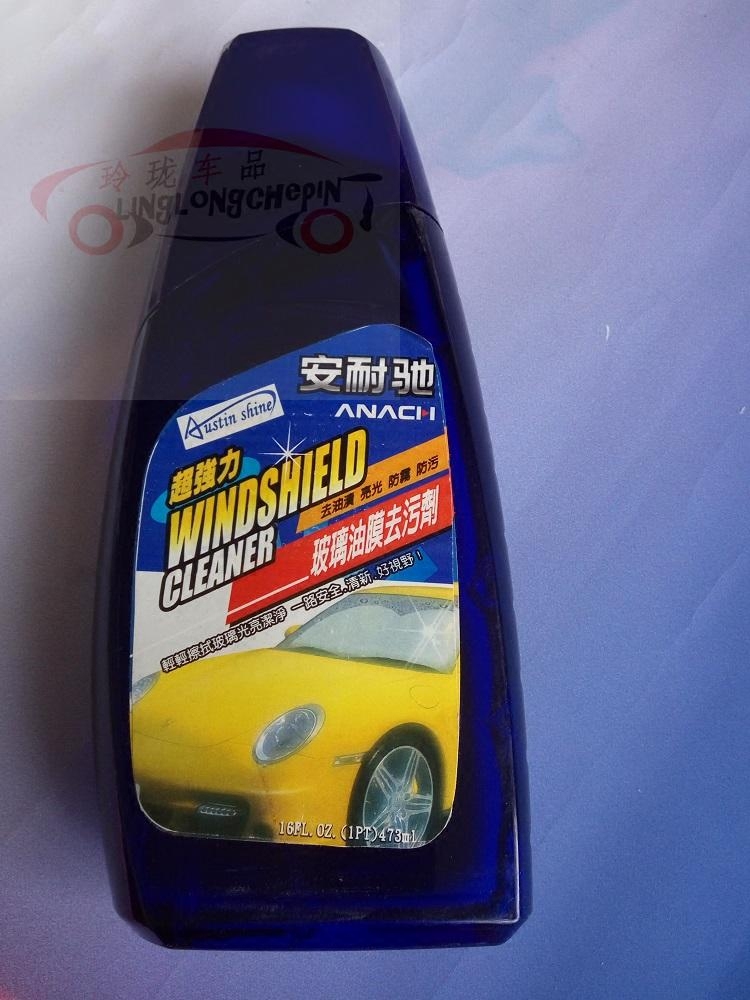 玲珑车品
LINGLONGCHEPIN
安耐驰
ANACH
Austin shine
超強力
WINDSHIELD
CLEANER
去油漬 亮光 防霧 防污
玻璃油膜去污劑
輕輕擦拭玻璃光亮潔淨 一路安全.清新.好視野!
16FL.OZ.(1PT)473ml